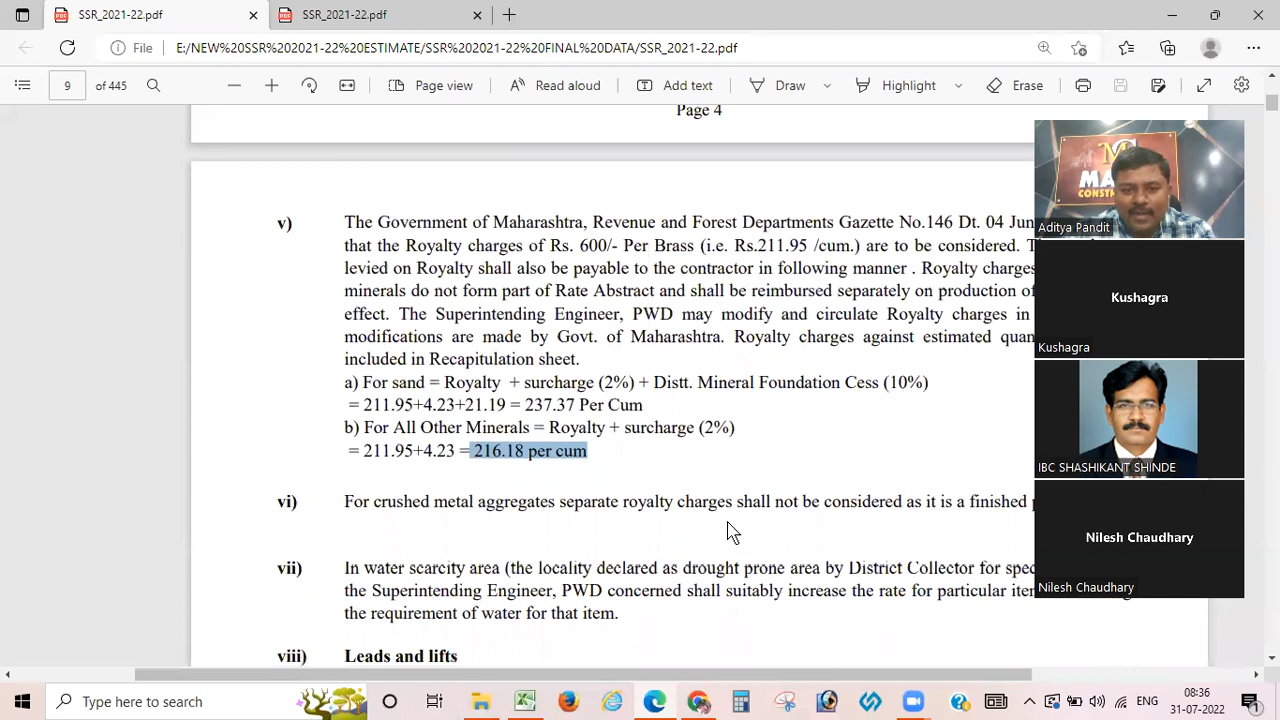 SSR_2021-22.pdf
SSR_2021-22.pdf
File
E:/NEW%20SSR%202021-22%20ESTIMATE/SSR%202021-22%20FINAL%20DATA/SSR_2021-22.pdf
9 of 445
Page view
Read aloud
Add text
Draw
Highlight
Erase
Page 4
v) The Government of Maharashtra, Revenue and Forest Departments Gazette No.146 Dt. 04 Jun
that the Royalty charges of Rs. 600/- Per Brass (i.e. Rs.211.95 /cum.) are to be considered.
levied on Royalty shall also be payable to the contractor in following manner . Royalty charges
minerals do not form part of Rate Abstract and shall be reimbursed separately on production of
effect. The Superintending Engineer, PWD may modify and circulate Royalty charges in
modifications are made by Govt. of Maharashtra. Royalty charges against estimated quan
included in Recapitulation sheet.
a) For sand = Royalty + surcharge (2%) + Distt. Mineral Foundation Cess (10%)
= 211.95+4.23+21.19 = 237.37 Per Cum
b) For All Other Minerals = Royalty + surcharge (2%)
= 211.95+4.23 = 216.18 per cum
vi) For crushed metal aggregates separate royalty charges shall not be considered as it is a finished p
vii) In water scarcity area (the locality declared as drought prone area by District Collector for spec
the Superintending Engineer, PWD concerned shall suitably increase the rate for particular iten
the requirement of water for that item.
viii) Leads and lifts
MA
CONST
Aditya Pandit
Kushagra
Kushagra
IBC SHASHIKANT SHINDE
Nilesh Chaudhary
Nilesh Chaudhary
Type here to search
ENG
08:36
31-07-2022
1